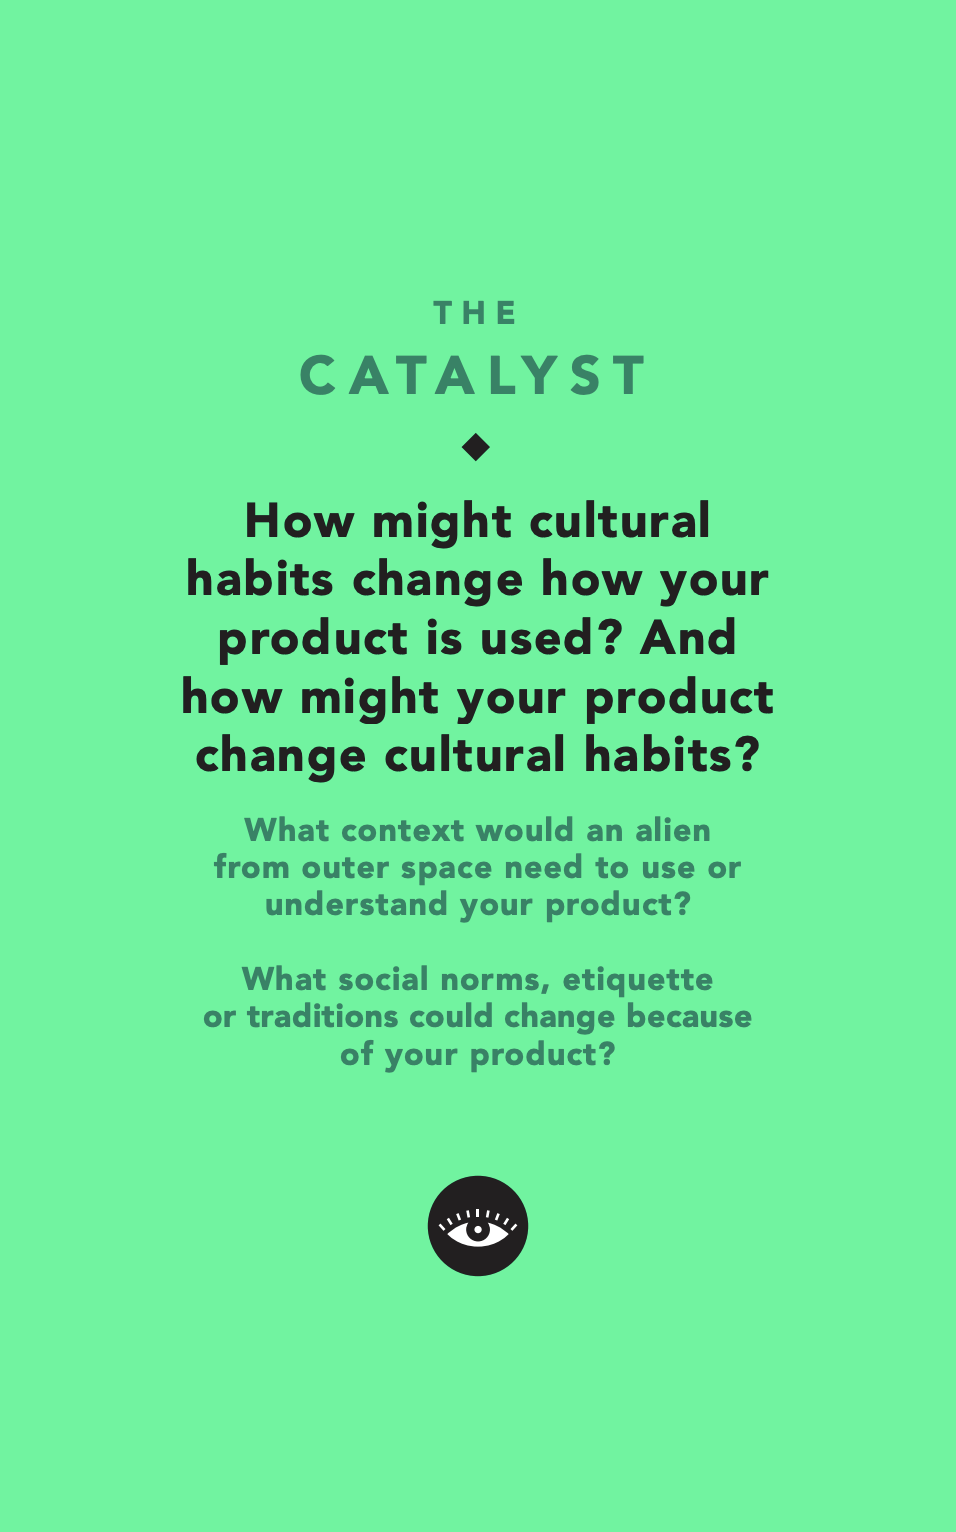 THE
CATALYST
How might cultural
habits change how your
product is used? And
how might your product
change cultural habits?
What context would an alien
from outer space need to use or
understand your product?
What social norms, etiquette
or traditions could change because
of your product?